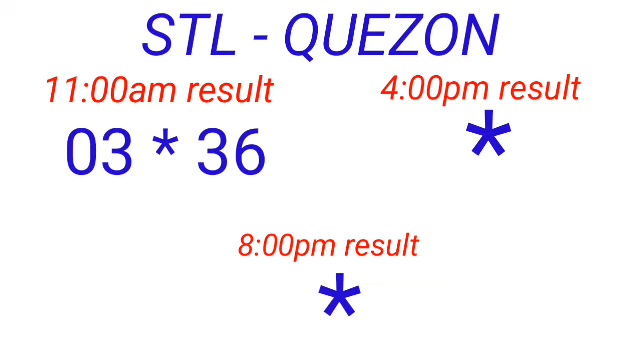 STL - QUEZON
11:00am result
4:00pm result
03 * 36
*
8:00pm result
*